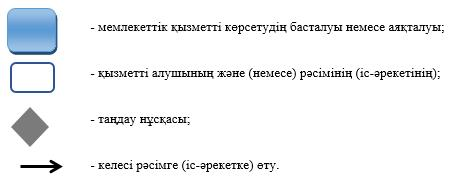 - мемлекеттік қызметті көрсетудің басталуы немесе аяқталуы;
- қызметті алушының және (немесе) рәсімінің (іс-әрекетінің);
- таңдау нұсқасы;
- келесі рәсімге (іс-әрекетке) өту.